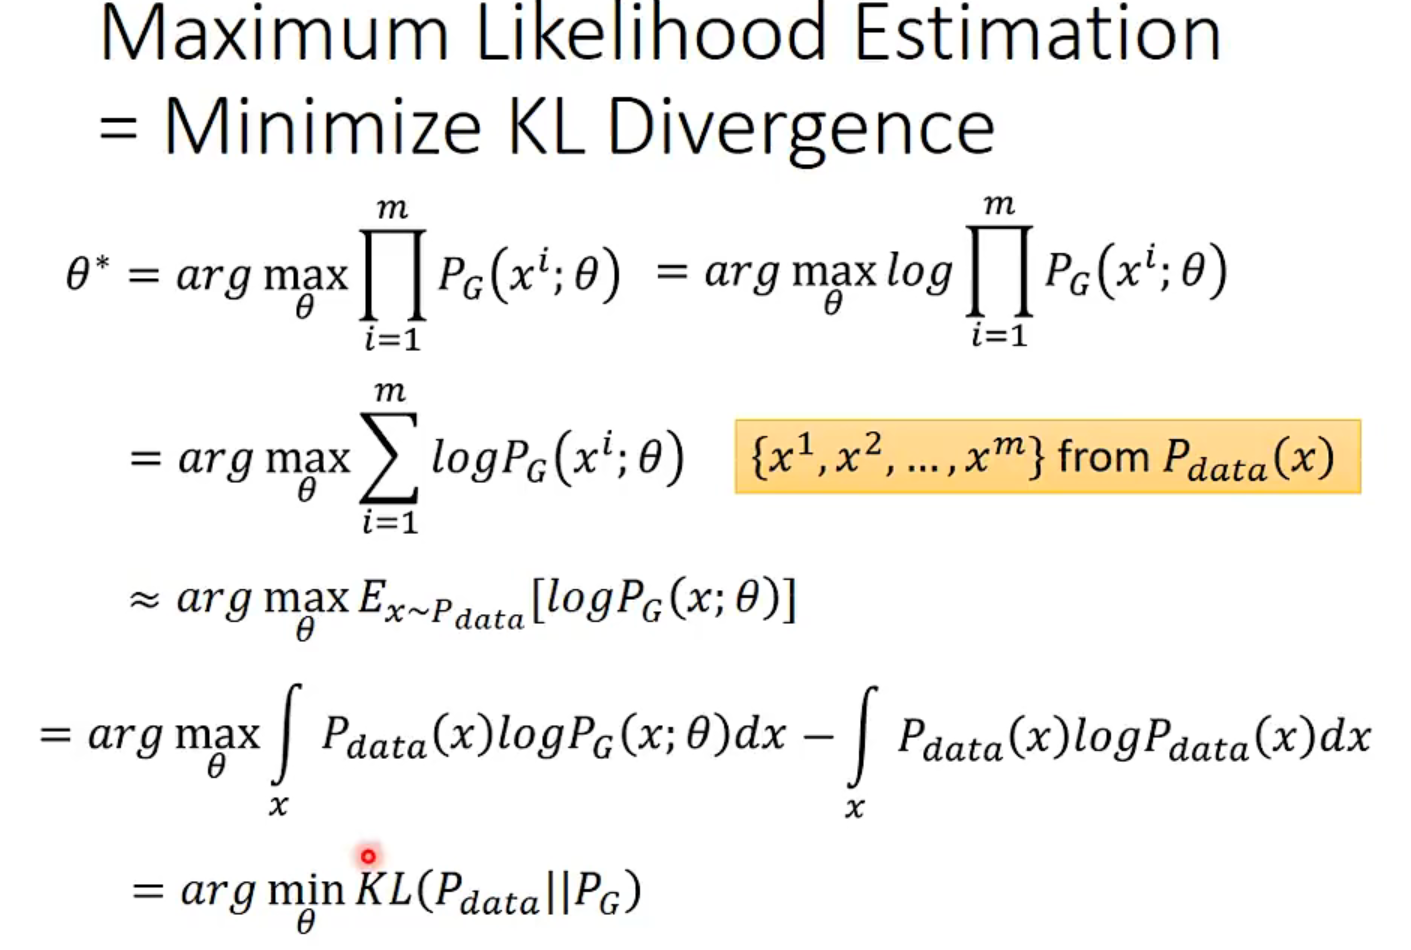 Maximum Likelihood Estimation
= Minimize KL Divergence
θ* = arg max_θ ∏_{i=1}^{m} P_G(x^i; θ) = arg max_θ log ∏_{i=1}^{m} P_G(x^i; θ)
= arg max_θ ∑_{i=1}^{m} logP_G(x^i; θ) {x^1, x^2, ..., x^m} from P_data(x)
≈ arg max_θ E_{x~P_data}[logP_G(x; θ)]
= arg max_θ ∫_x P_data(x)logP_G(x; θ)dx − ∫_x P_data(x)logP_data(x)dx
= arg min_θ KL(P_data||P_G)